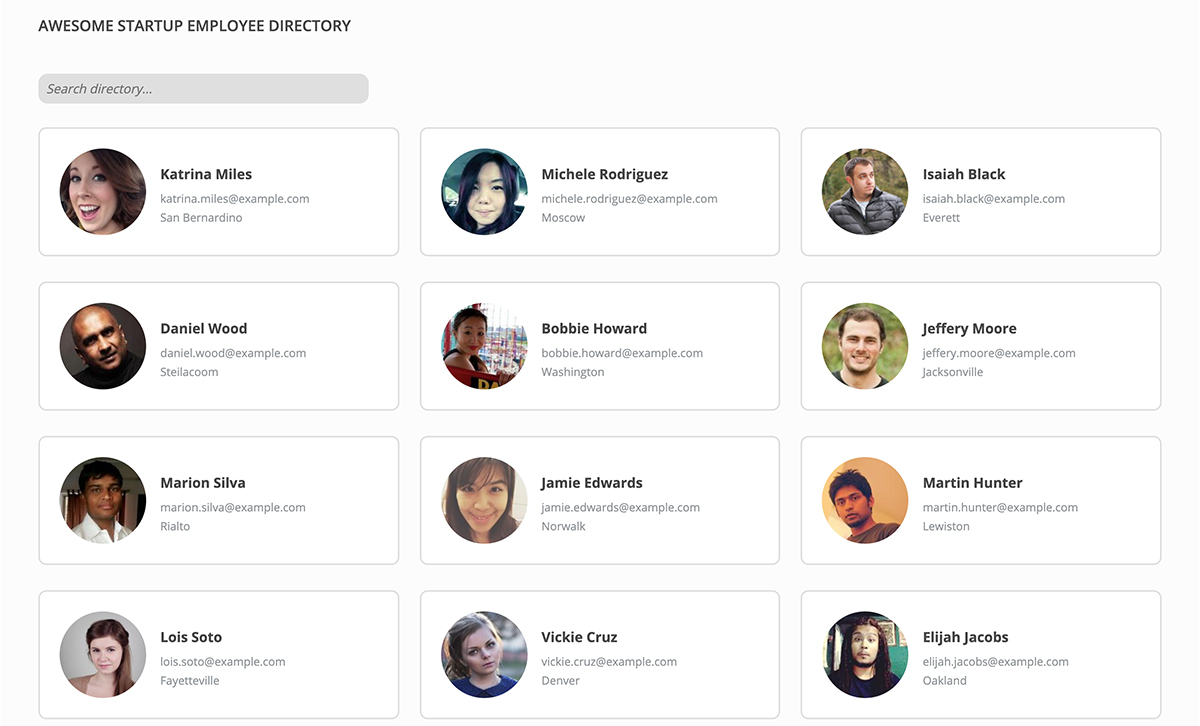 AWESOME STARTUP EMPLOYEE DIRECTORY
Search directory...
Katrina Miles
katrina.miles@example.com
San Bernardino
Michele Rodriguez
michele.rodriguez@example.com
Moscow
Isaiah Black
isaiah.black@example.com
Everett
Daniel Wood
daniel.wood@example.com
Steilacoom
Bobbie Howard
bobbie.howard@example.com
Washington
Jeffery Moore
jeffery.moore@example.com
Jacksonville
Marion Silva
marion.silva@example.com
Rialto
Jamie Edwards
jamie.edwards@example.com
Norwalk
Martin Hunter
martin.hunter@example.com
Lewiston
Lois Soto
lois.soto@example.com
Fayetteville
Vickie Cruz
vickie.cruz@example.com
Denver
Elijah Jacobs
elijah.jacobs@example.com
Oakland